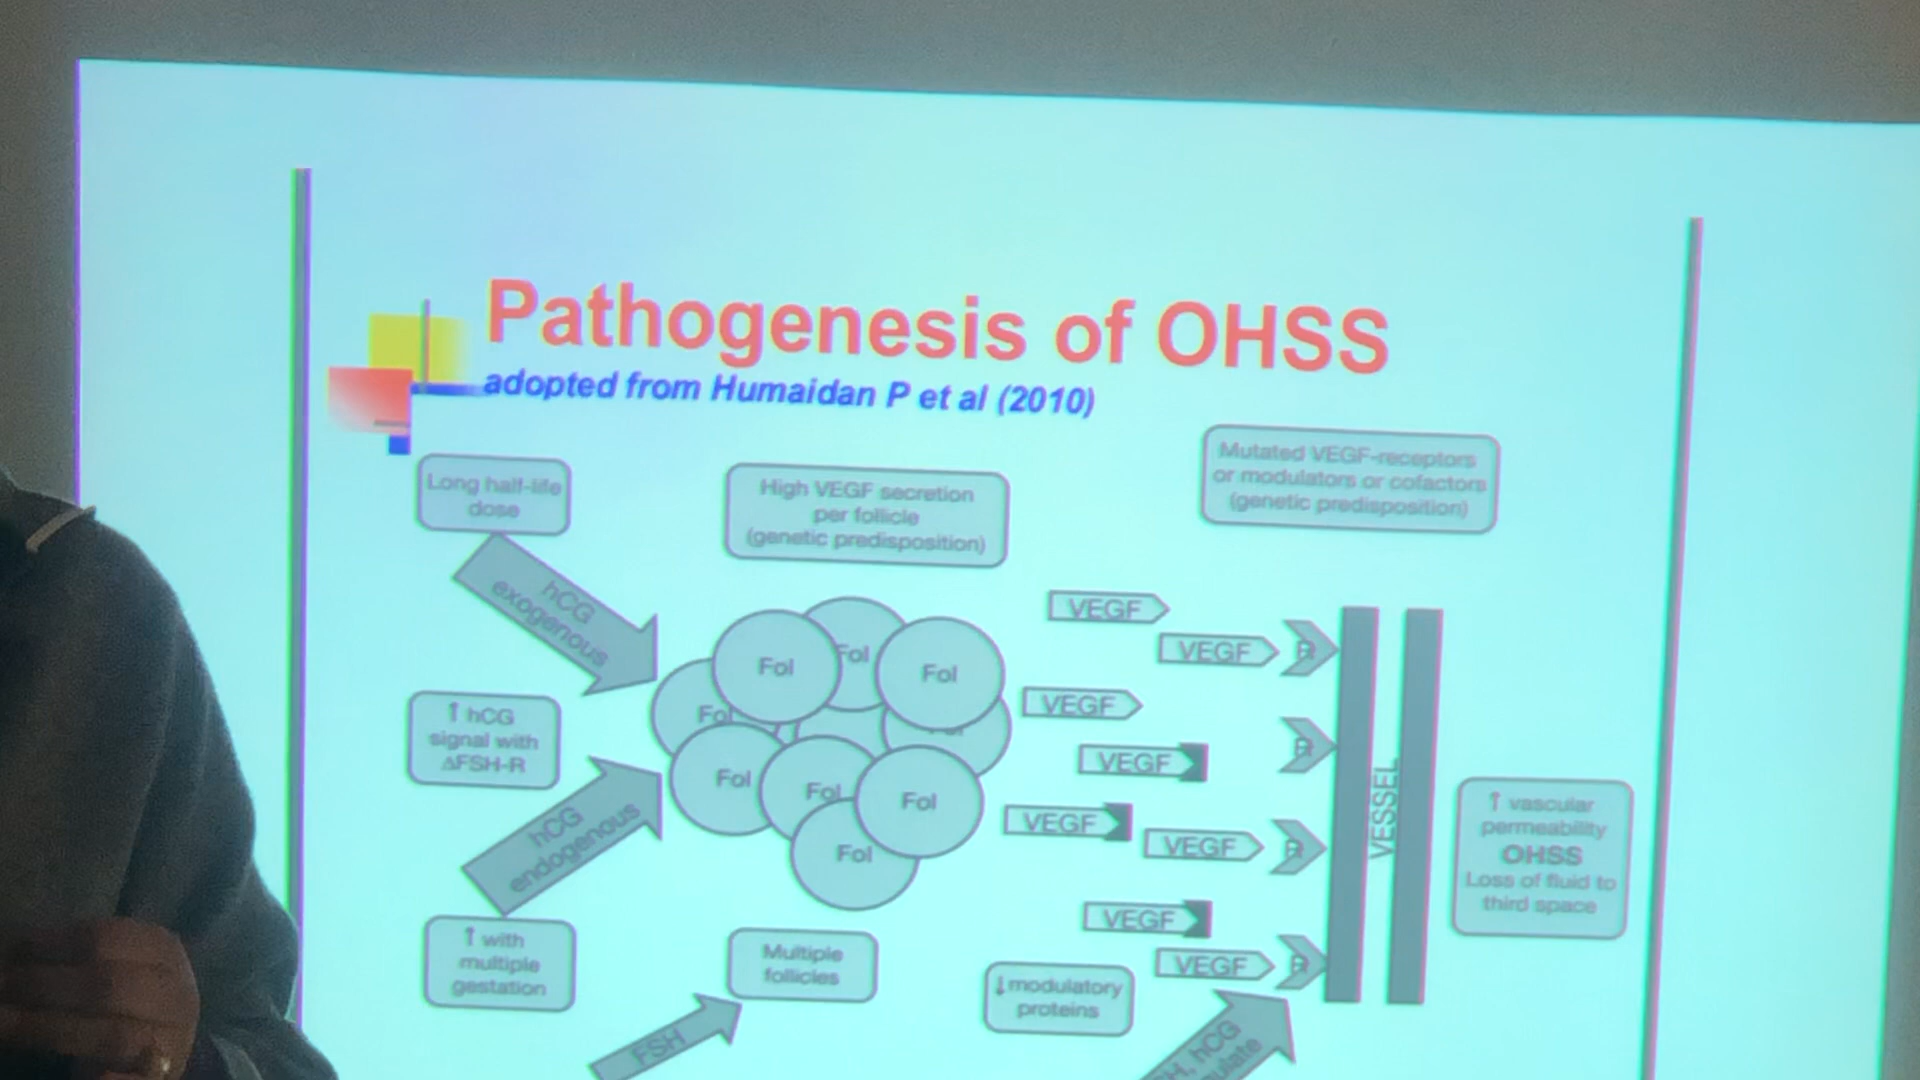 Pathogenesis of OHSS
adopted from Humaidan P et al (2010)
Long half-life
dose
High VEGF secretion
per follicle
(genetic predisposition)
Mutated VEGF-receptors
or modulators or cofactors
(genetic predisposition)
hCG
exogenous
↑ hCG
signal with
ΔFSH-R
hCG
endogenous
↑ with
multiple
gestation
Fol
Fol
Fol
Fol
Fol
Fol
Fol
Fol
VEGF
VEGF
VEGF
VEGF
VEGF
VEGF
VEGF
VEGF
R
R
R
R
VESSEL
↑ vascular
permeability
OHSS
Loss of fluid to
third space
Multiple
follicles
↓modulatory
proteins
FSH
hCG